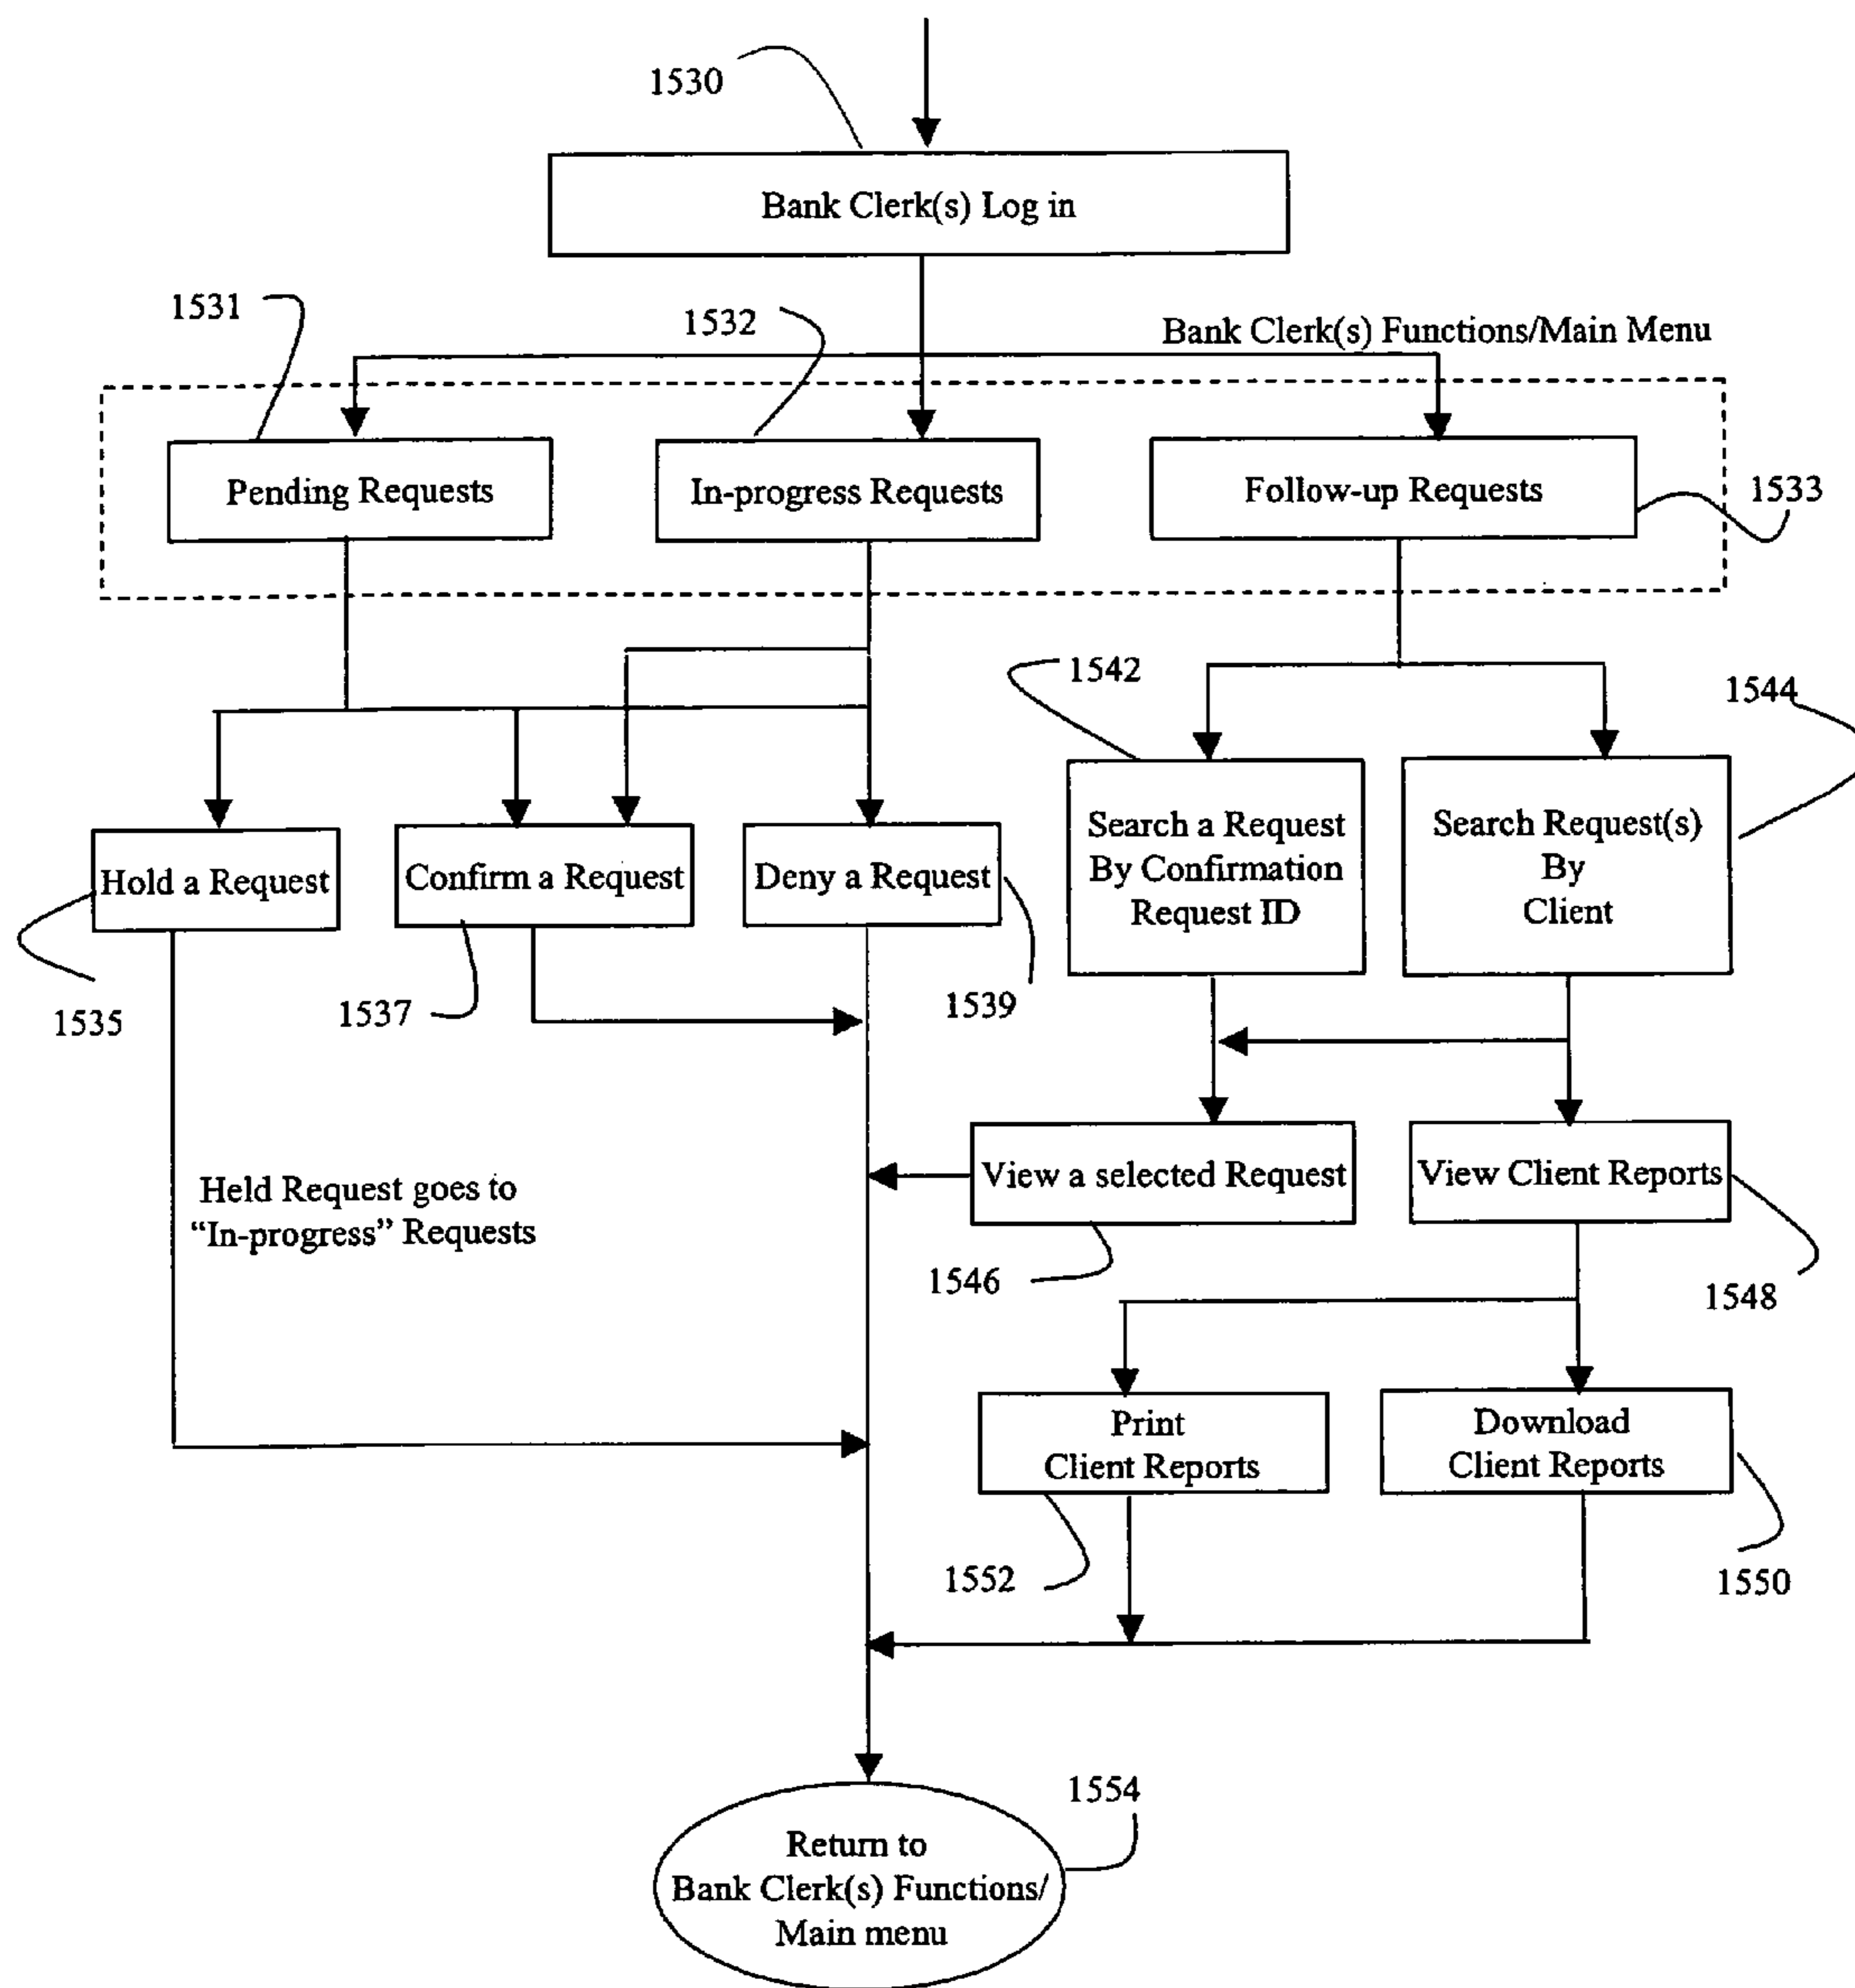 1530
Bank Clerk(s) Log in
1531
1532
Bank Clerk(s) Functions/Main Menu
Pending Requests
In-progress Requests
Follow-up Requests
1533
1542
1544
Hold a Request
Confirm a Request
Deny a Request
Search a Request
By Confirmation
Request ID
Search Request(s)
By
Client
1535
1537
1539
Held Request goes to
“In-progress” Requests
View a selected Request
View Client Reports
1546
1548
Print
Client Reports
Download
Client Reports
1552
1550
1554
Return to
Bank Clerk(s) Functions/
Main menu